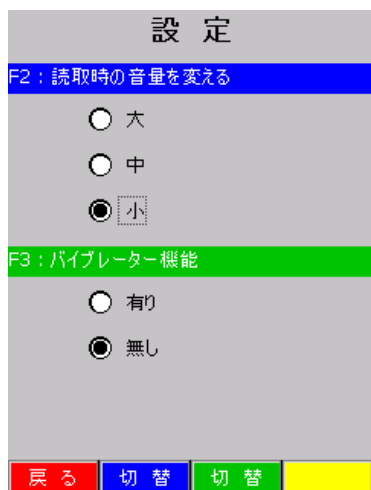 設 定
F2：読取時の音量を変える
大
中
小
F3：バイブレーター機能
有り
無し
戻 る 切 替 切 替